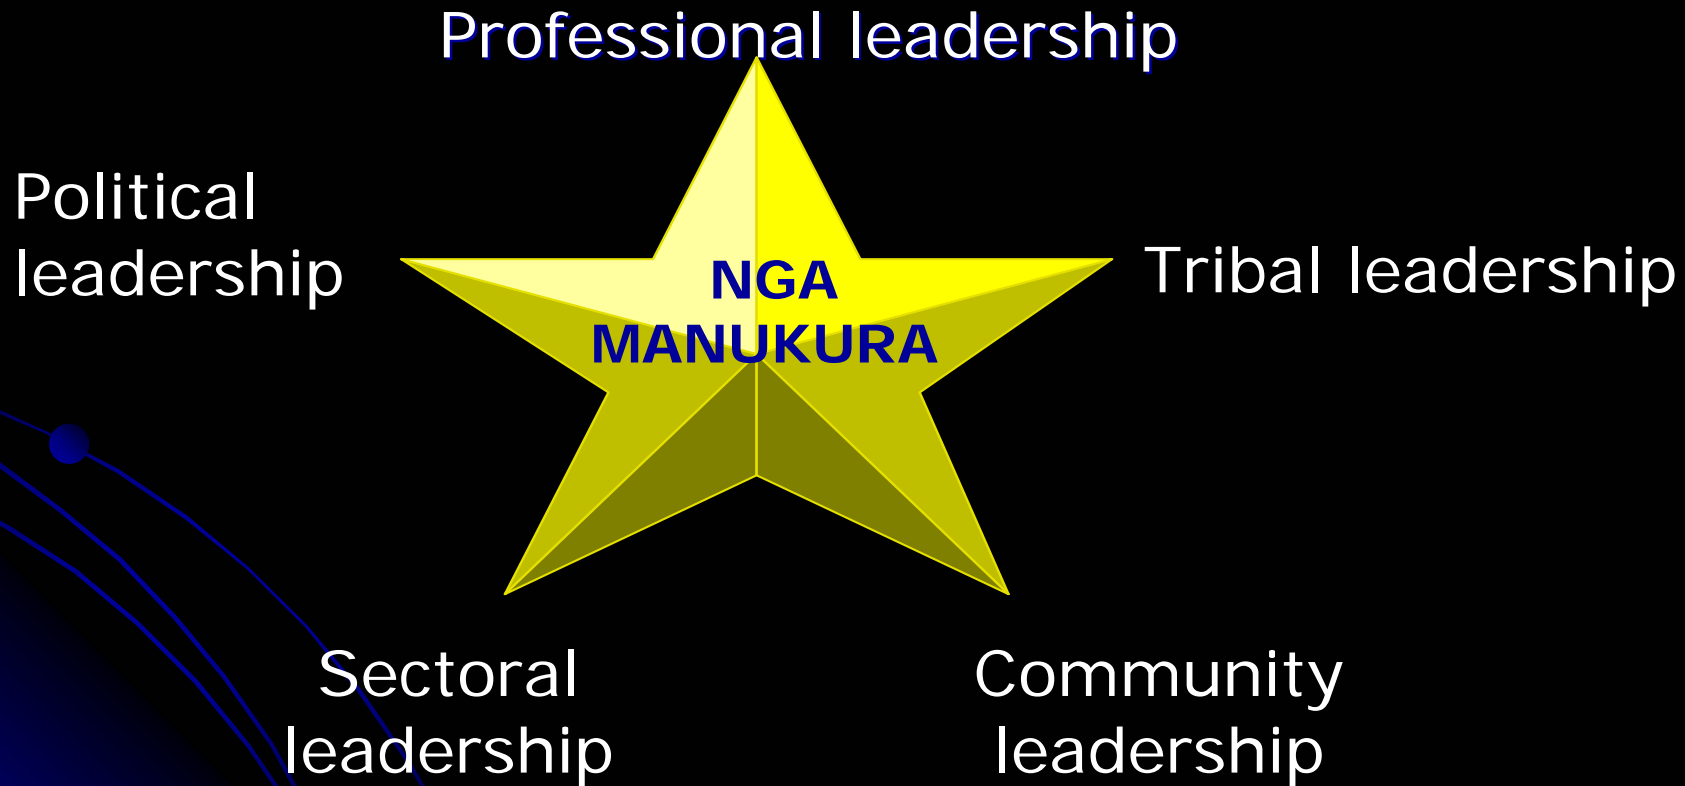 Professional leadership
Political
leadership
NGA
MANUKURA
Tribal leadership
Sectoral
leadership
Community
leadership